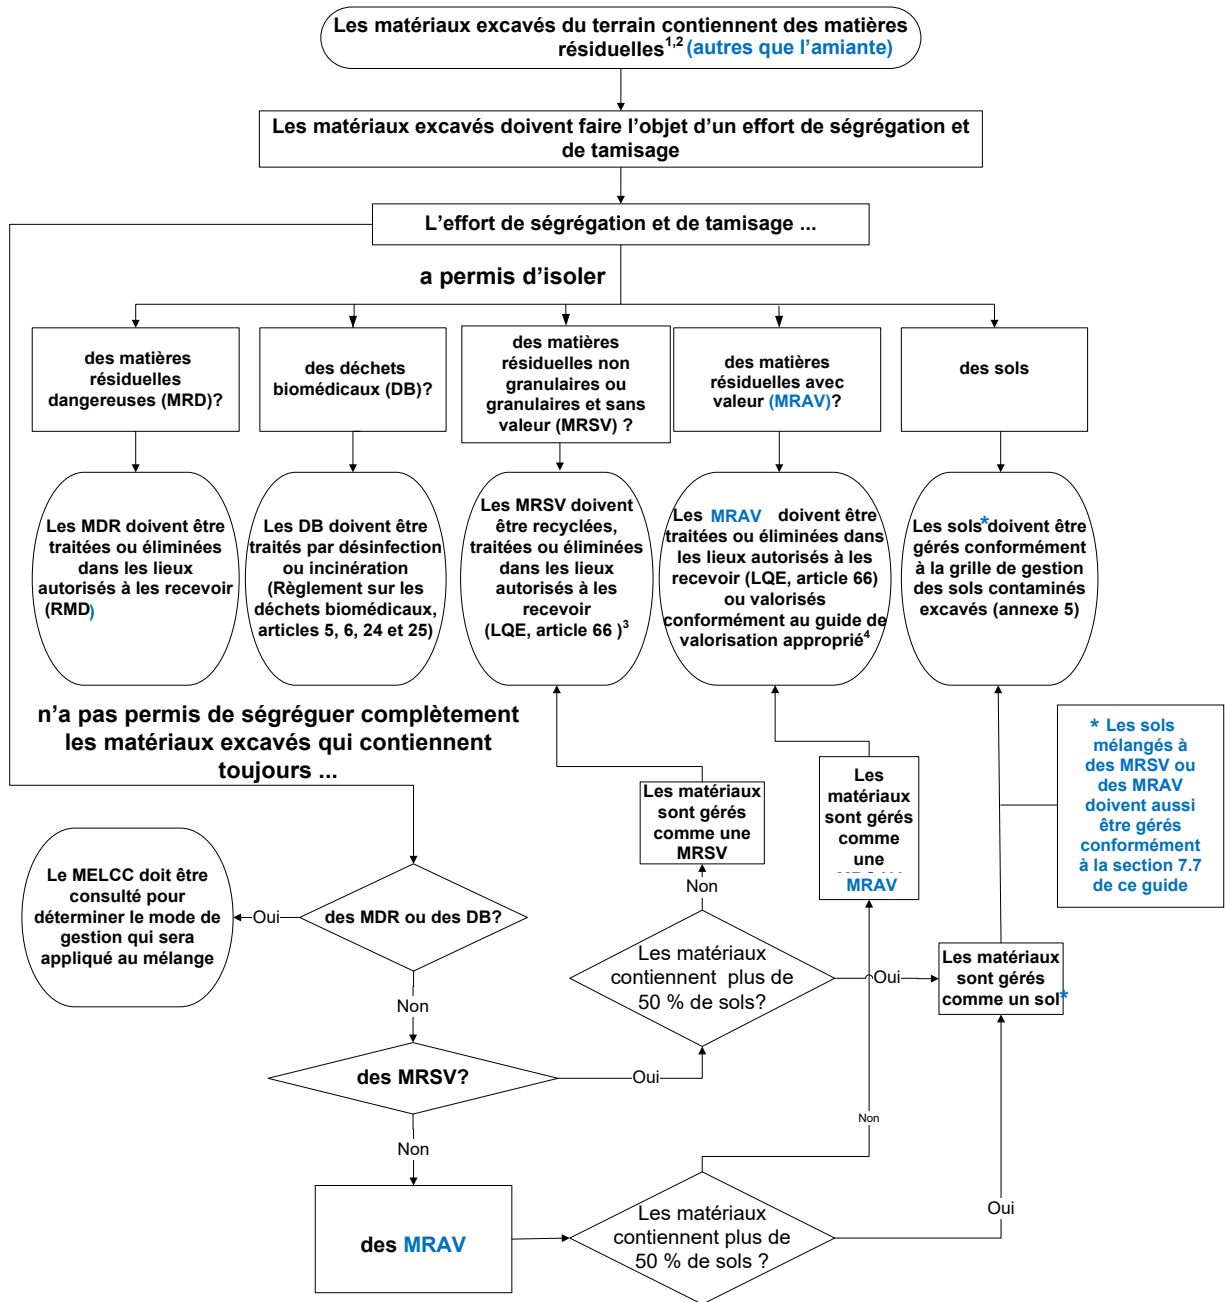 Les matériaux excavés du terrain contiennent des matières
résiduelles1,2 (autres que l'amiante)
Les matériaux excavés doivent faire l'objet d'un effort de ségrégation et
de tamisage
L'effort de ségrégation et de tamisage ...
a permis d'isoler
des matières
résiduelles
dangereuses (MRD)?
des déchets
biomédicaux (DB)?
des matières
résiduelles non
granulaires ou
granulaires et sans
valeur (MRSV) ?
des matières
résiduelles avec
valeur (MRAV)?
des sols
Les MDR doivent être
traitées ou éliminées
dans les lieux
autorisés à les recevoir
(RMD)
Les DB doivent être
traités par désinfection
ou incinération
(Règlement sur les
déchets biomédicaux,
articles 5, 6, 24 et 25)
Les MRSV doivent
être recyclées,
traitées ou éliminées
dans les lieux
autorisés à les
recevoir
(LQE, article 66 )3
Les MRAV doivent être
traitées ou éliminées dans
les lieux autorisés à les
recevoir (LQE, article 66)
ou valorisés
conformément au guide de
valorisation approprié4
Les sols* doivent être
gérés conformément
à la grille de gestion
des sols contaminés
excavés (annexe 5)
n'a pas permis de ségréguer complètement
les matériaux excavés qui contiennent
toujours ...
* Les sols
mélangés à
des MRSV ou
des MRAV
doivent aussi
être gérés
conformément
à la section 7.7
de ce guide
Les matériaux
sont gérés
comme une
MRSV
Les
matériaux
sont gérés
comme
une
MRAV
Le MELCC doit être
consulté pour
déterminer le mode de
gestion qui sera
appliqué au mélange
Oui
des MDR ou des DB?
Non
Non
Les matériaux
contiennent plus de
50 % de sols?
Oui
Les matériaux
sont gérés
comme un sol*
des MRSV?
Oui
Non
Non
des MRAV
Les matériaux
contiennent plus de
50 % de sols ?
Oui